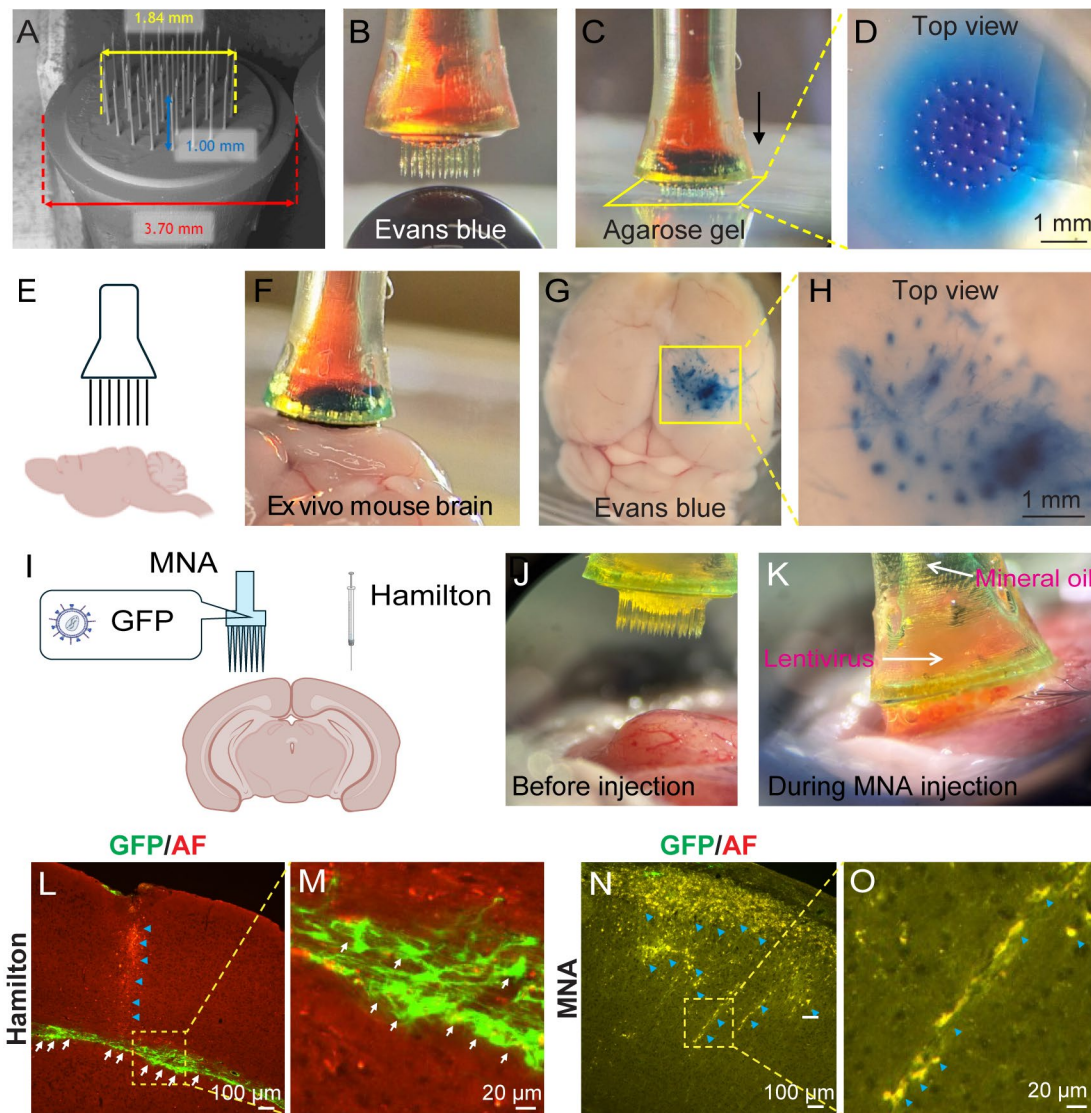 A
1.84 mm
1.00 mm
3.70 mm
B
Evans blue
C
Agarose gel
D
Top view
1 mm
E
F
Ex vivo mouse brain
G
Evans blue
H
Top view
1 mm
I
MNA
GFP
Hamilton
J
Before injection
K
Mineral oil
Lentivirus
During MNA injection
GFP/AF
GFP/AF
Hamilton
L
100 µm
M
20 µm
MNA
N
100 µm
O
20 µm